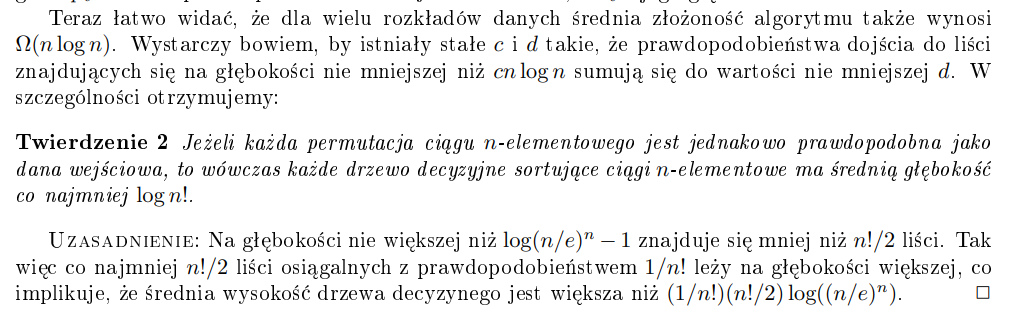 Teraz łatwo widać, że dla wielu rozkładów danych średnia złożoność algorytmu także wynosi
Ω(n log n). Wystarczy bowiem, by istniały stałe c i d takie, że prawdopodobieństwa dojścia do liści
znajdujących się na głębokości nie mniejszej niż cn log n sumują się do wartości nie mniejszej d. W
szczególności otrzymujemy:
Twierdzenie 2 Jeżeli każda permutacja ciągu n-elementowego jest jednakowo prawdopodobna jako
dana wejściowa, to wówczas każde drzewo decyzyjne sortujące ciągi n-elementowe ma średnią głębokość
co najmniej log n!.
Uzasadnienie: Na głębokości nie większej niż log(n/e)^n − 1 znajduje się mniej niż n!/2 liści. Tak
więc co najmniej n!/2 liści osiągalnych z prawdopodobieństwem 1/n! leży na głębokości większej, co
implikuje, że średnia wysokość drzewa decyzynego jest większa niż (1/n!)(n!/2) log((n/e)^n). □